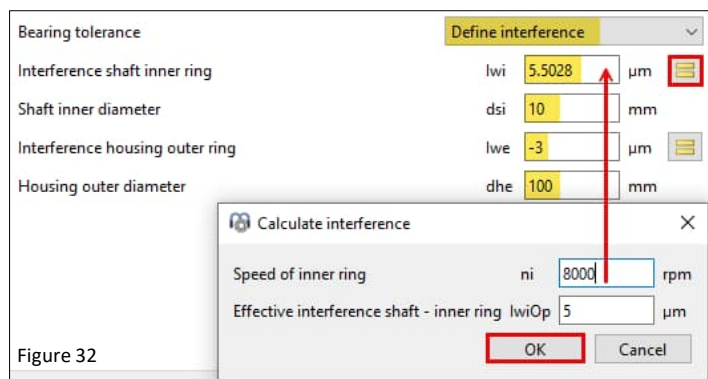 Bearing tolerance Define interference
Interference shaft inner ring Iwi 5.5028 µm
Shaft inner diameter dsi 10 mm
Interference housing outer ring Iwe -3 µm
Housing outer diameter dhe 100 mm
Calculate interference
Speed of inner ring ni 8000 rpm
Effective interference shaft - inner ring IwiOp 5 µm
OK Cancel
Figure 32